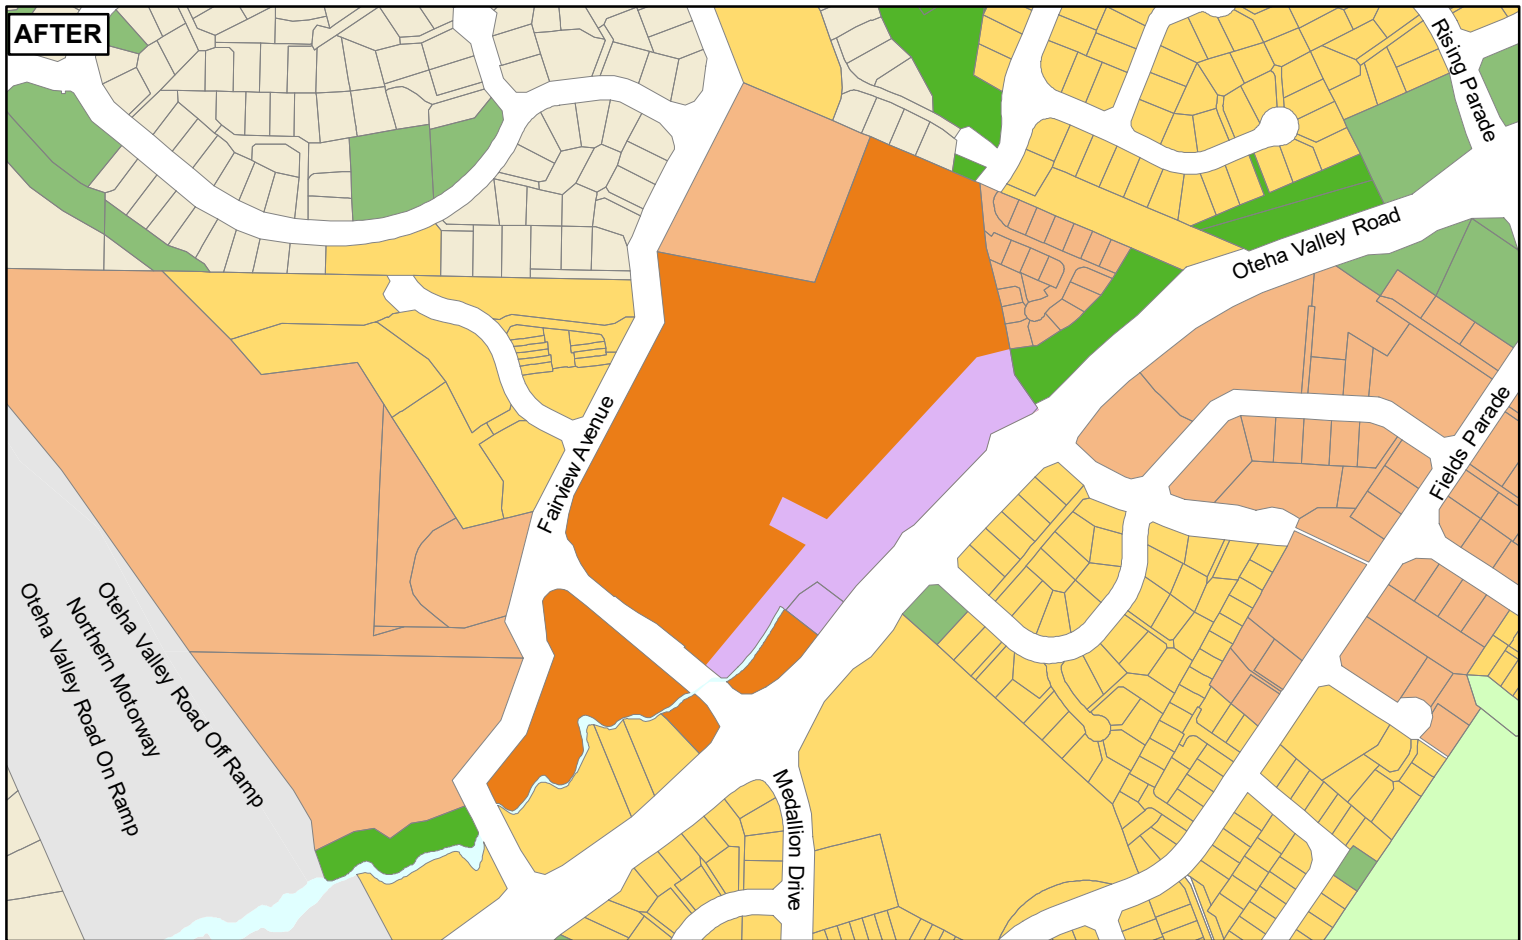 AFTER
Rising Parade
Oteha Valley Road
Fairview Avenue
Fields Parade
Oteha Valley Road Off Ramp
Northern Motorway
Oteha Valley Road On Ramp
Medallion Drive